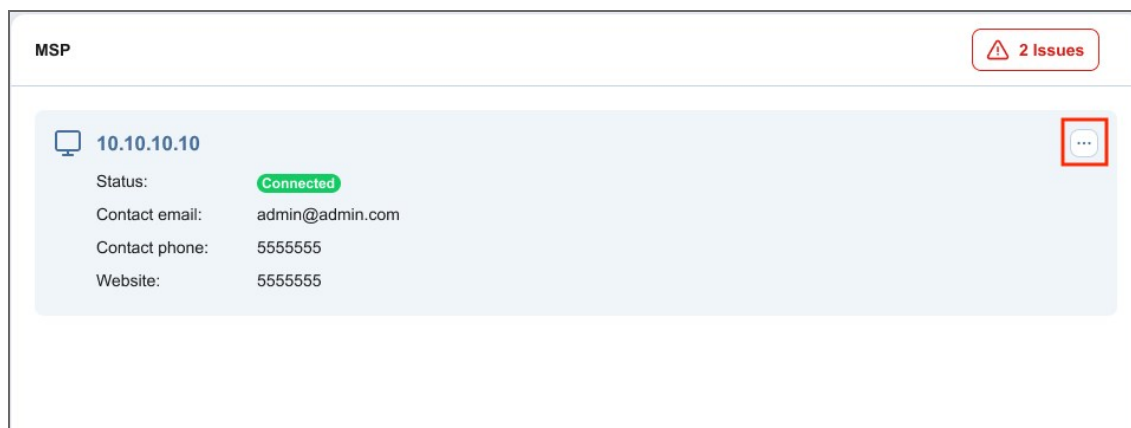 MSP
2 Issues
10.10.10.10
Status: Connected
Contact email: admin@admin.com
Contact phone: 5555555
Website: 5555555